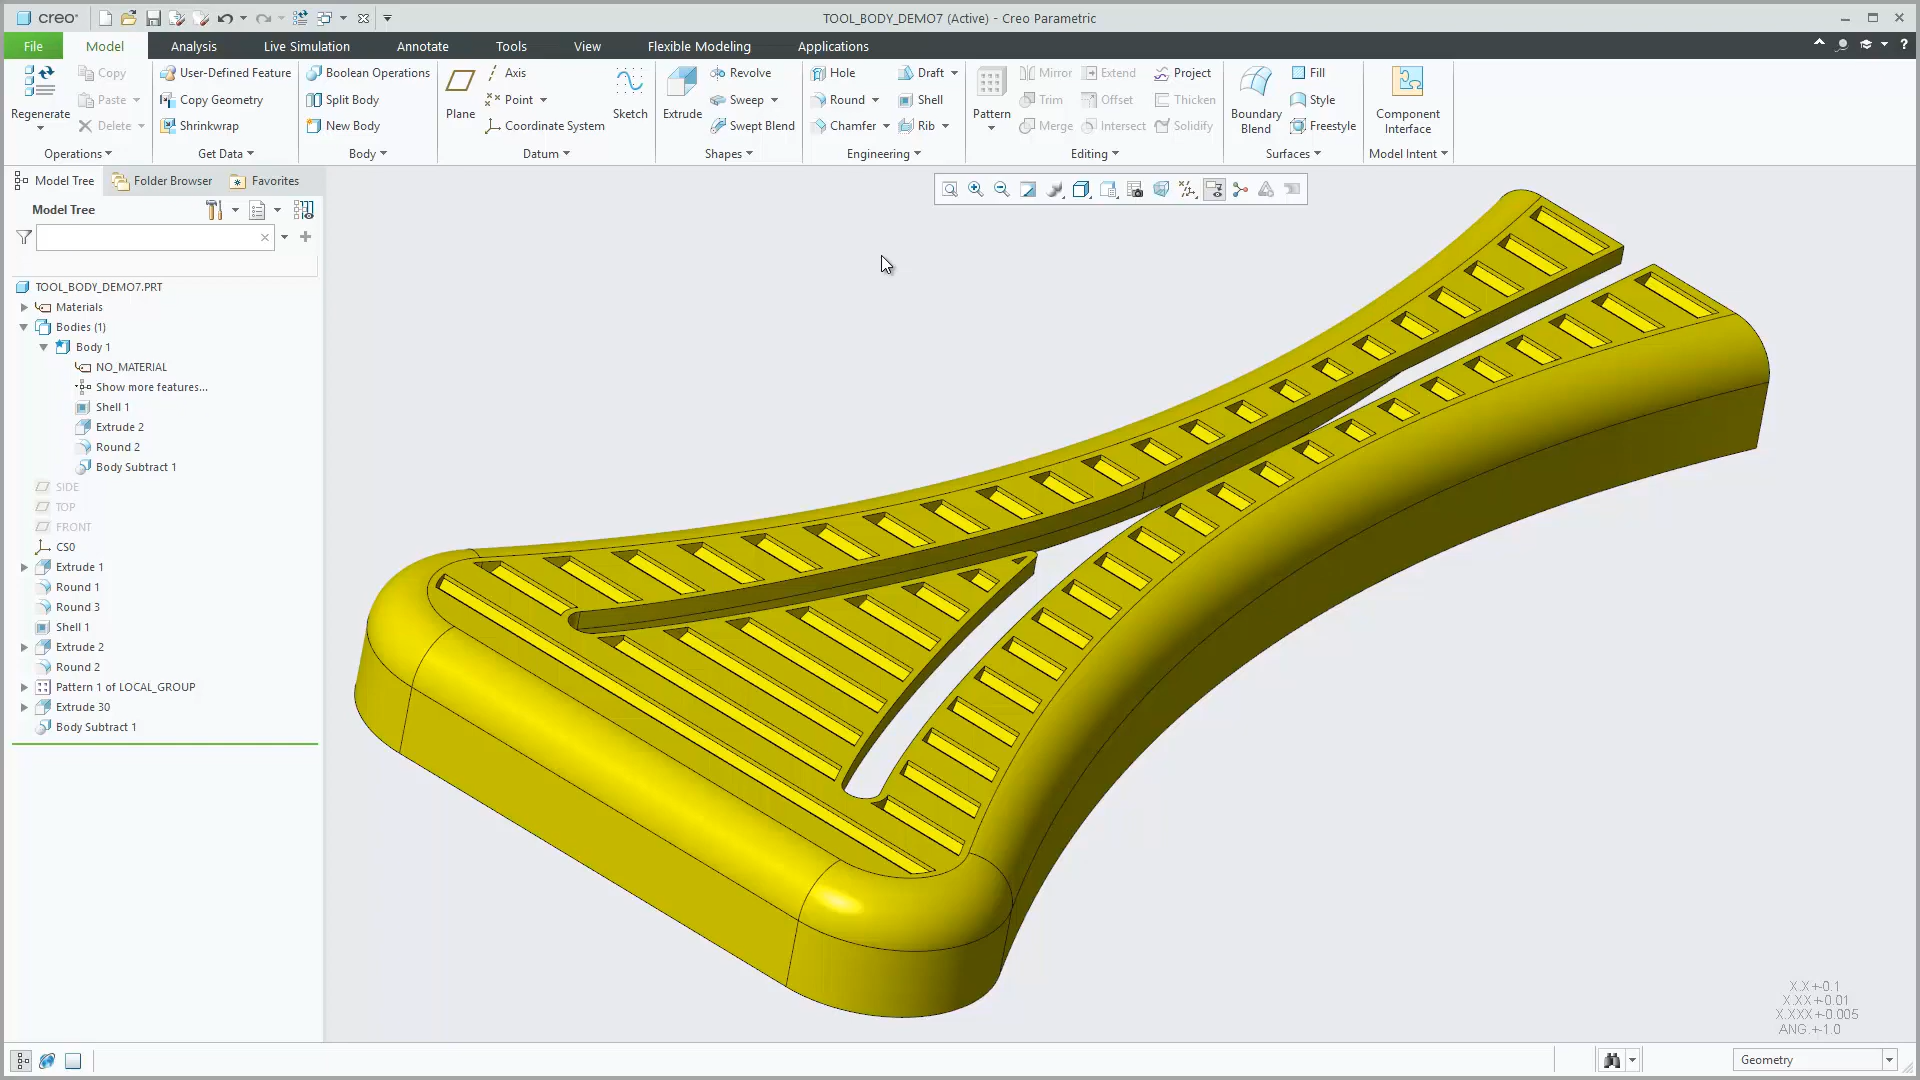 creo
TOOL_BODY_DEMO7 (Active) - Creo Parametric
File Model Analysis Live Simulation Annotate Tools View Flexible Modeling Applications
Regenerate
Copy
Paste
Delete
Operations
User-Defined Feature
Copy Geometry
Shrinkwrap
Get Data
Boolean Operations
Split Body
New Body
Body
Plane
Axis
Point
Coordinate System
Sketch
Datum
Extrude
Revolve
Sweep
Swept Blend
Shapes
Hole
Round
Chamfer
Draft
Shell
Rib
Engineering
Pattern
Mirror
Trim
Merge
Extend
Offset
Intersect
Project
Thicken
Solidify
Editing
Boundary
Blend
Fill
Style
Freestyle
Surfaces
Component
Interface
Model Intent
Model Tree Folder Browser Favorites
Model Tree
TOOL_BODY_DEMO7.PRT
Materials
Bodies (1)
Body 1
NO_MATERIAL
Show more features...
Shell 1
Extrude 2
Round 2
Body Subtract 1
SIDE
TOP
FRONT
CS0
Extrude 1
Round 1
Round 3
Shell 1
Extrude 2
Round 2
Pattern 1 of LOCAL_GROUP
Extrude 30
Body Subtract 1
X.X+-0.1
X.XX+-0.01
X.XXX+-0.005
ANG.+-1.0
Geometry